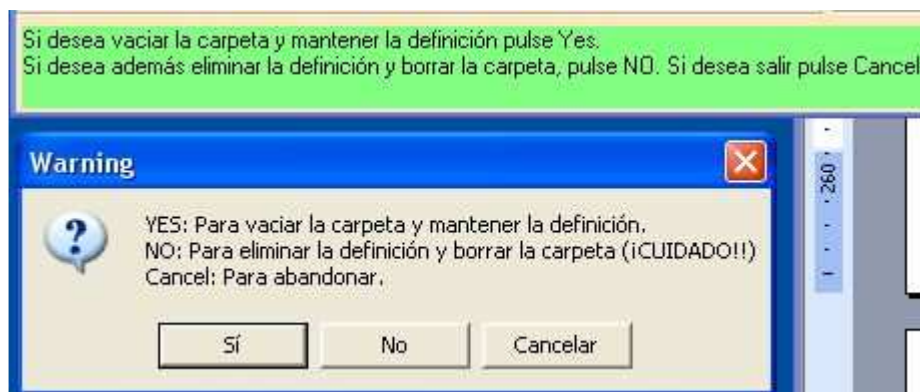 Si desea vaciar la carpeta y mantener la definición pulse Yes.
Si desea además eliminar la definición y borrar la carpeta, pulse NO. Si desea salir pulse Cancel
Warning
YES: Para vaciar la carpeta y mantener la definición.
NO: Para eliminar la definición y borrar la carpeta (¡CUIDADO!!)
Cancel: Para abandonar.
Sí
No
Cancelar
260